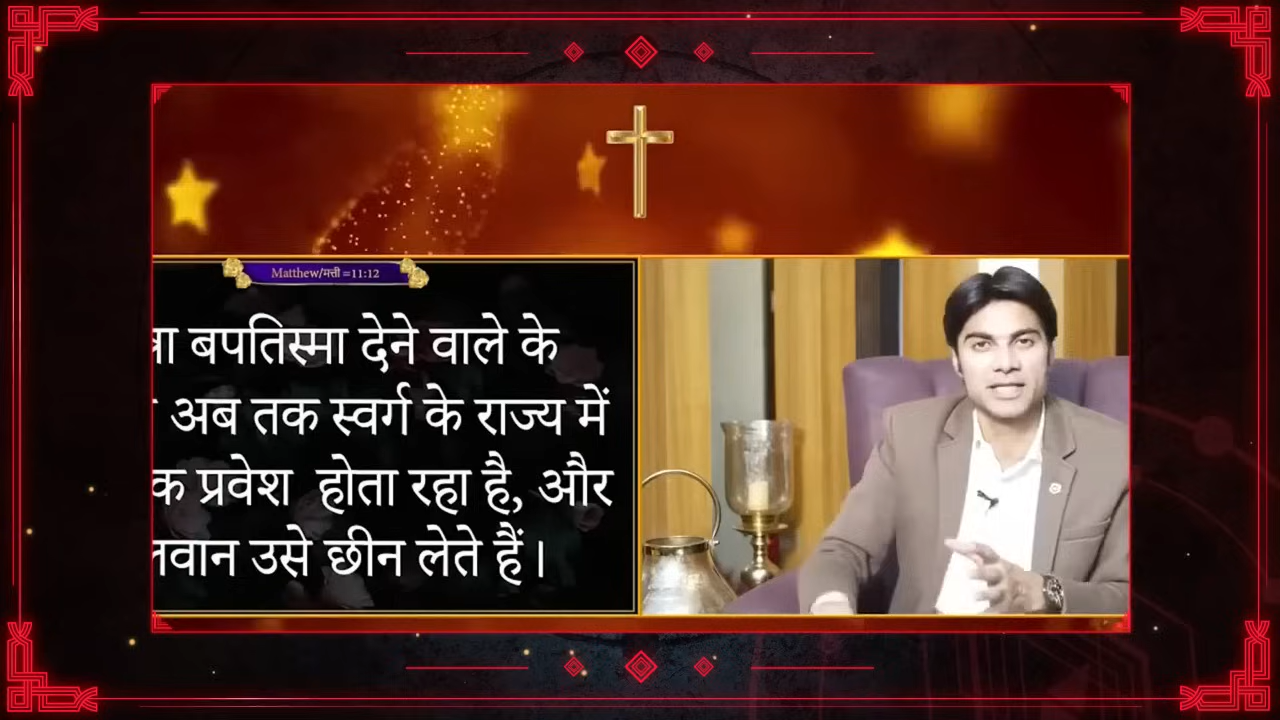 Matthew/मत्ती =11:12
बपतिस्मा देने वाले के
अब तक स्वर्ग के राज्य में
प्रवेश होता रहा है, और
उसे छीन लेते हैं।